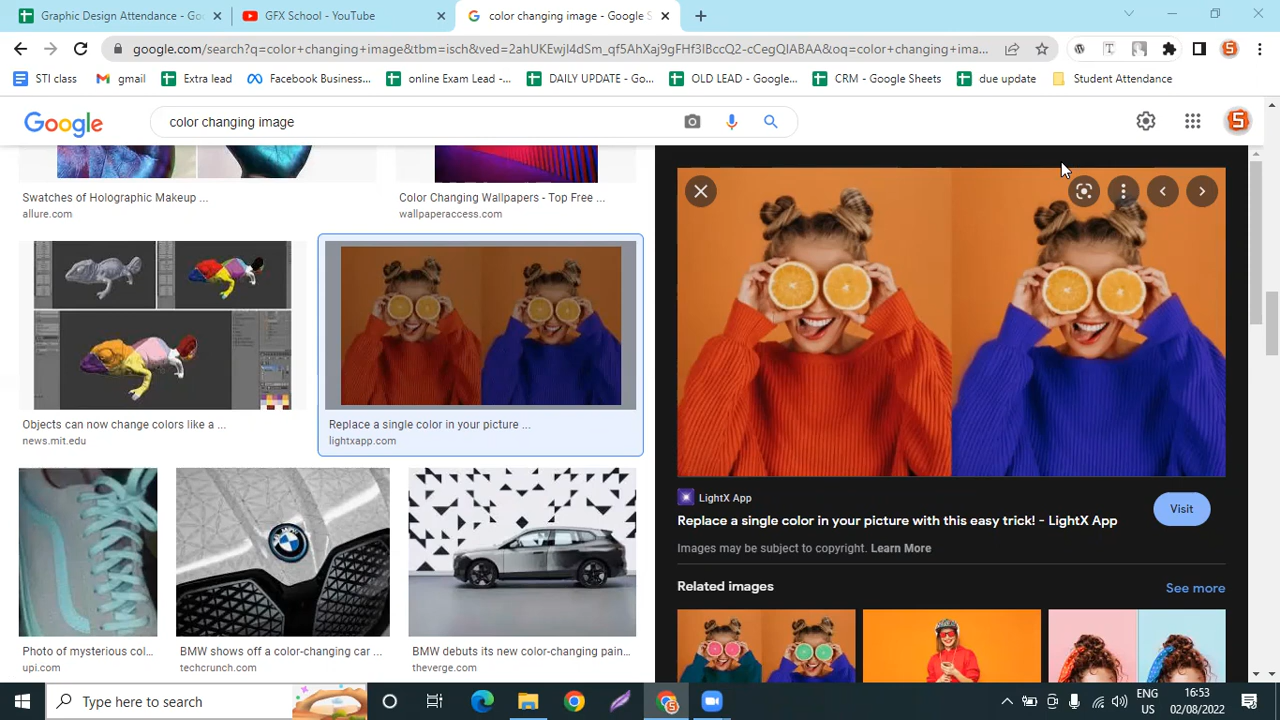 Graphic Design Attendance - Go
GFX School - YouTube
color changing image - Google S
google.com/search?q=color+changing+image&tbm=isch&ved=2ahUKEwjl4dSm_qf5AhXaj9gFHf3lBccQ2-cCegQIABAA&oq=color+changing+ima...
STI class
gmail
Extra lead
Facebook Business...
online Exam Lead -...
DAILY UPDATE - Go...
OLD LEAD - Google...
CRM - Google Sheets
due update
Student Attendance
Google
color changing image
Swatches of Holographic Makeup ...
allure.com
Color Changing Wallpapers - Top Free ...
wallpaperaccess.com
Objects can now change colors like a ...
news.mit.edu
Replace a single color in your picture ...
lightxapp.com
Photo of mysterious col...
upi.com
BMW shows off a color-changing car ...
techcrunch.com
BMW debuts its new color-changing pain...
theverge.com
LightX App
Replace a single color in your picture with this easy trick! - LightX App
Visit
Images may be subject to copyright. Learn More
Related images
See more
Type here to search
ENG
US
16:53
02/08/2022